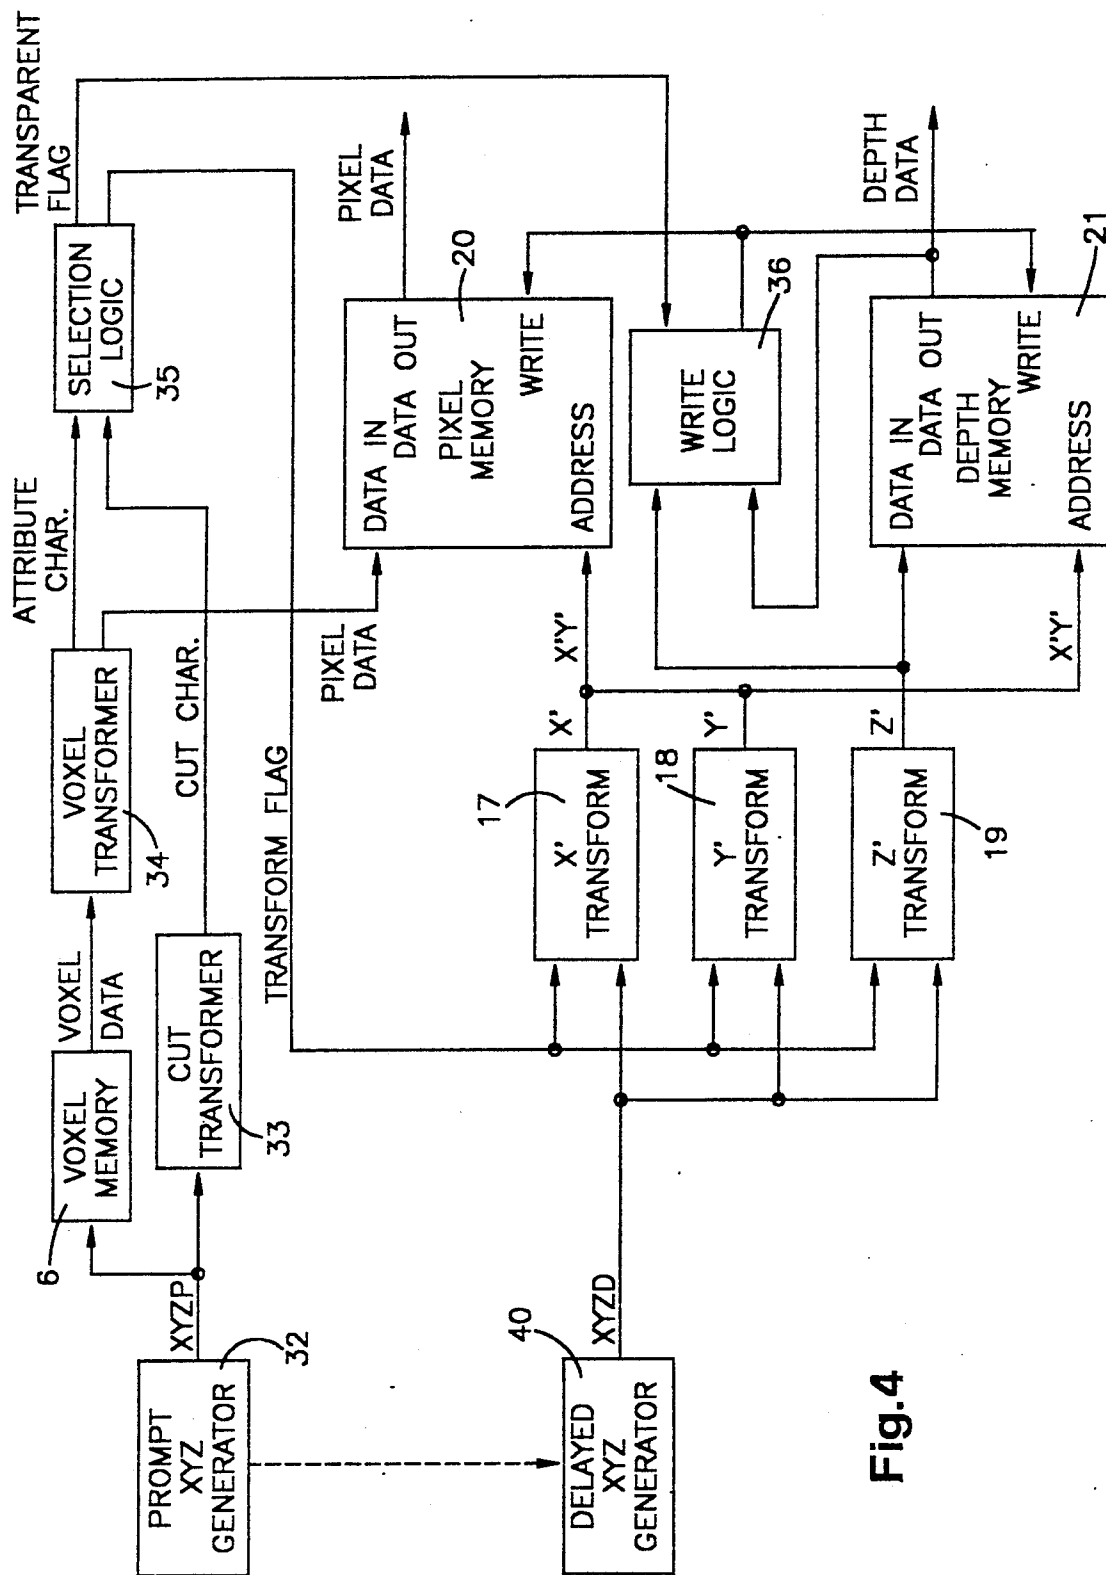 PROMPT
XYZ
GENERATOR
32
XYZP
6
VOXEL
MEMORY
VOXEL
DATA
CUT
TRANSFORMER
33
VOXEL
TRANSFORMER
34
CUT CHAR.
ATTRIBUTE
CHAR.
SELECTION
LOGIC
35
TRANSPARENT
FLAG
TRANSFORM FLAG
PIXEL
DATA
DATA IN
DATA OUT
PIXEL
MEMORY
20
WRITE
ADDRESS
PIXEL
DATA
DELAYED
XYZ
GENERATOR
40
XYZD
X'
TRANSFORM
17
X'
X'Y'
Y'
TRANSFORM
18
Y'
Z'
TRANSFORM
19
Z'
X'Y'
WRITE
LOGIC
36
DATA IN
DATA OUT
DEPTH
MEMORY
WRITE
21
ADDRESS
DEPTH
DATA
Fig.4